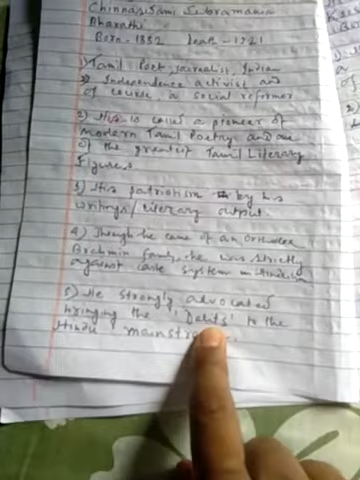 Chinnaswami Subramania
Bharathi
Born - 1882 Death - 1921
1) Tamil Poet, Journalist, Indian
Independence activist and
of course, a social reformer
2) He is called a pioneer of
Modern Tamil Poetry and one
of the greatest Tamil Literary
Figures
3) His patriotism by his
writings/literary output.
4) Though he came of an orthodox
Brahmin family, he was strictly
against caste system in
5) He strongly advocated
bringing the 'Dalits' to the
Hindu